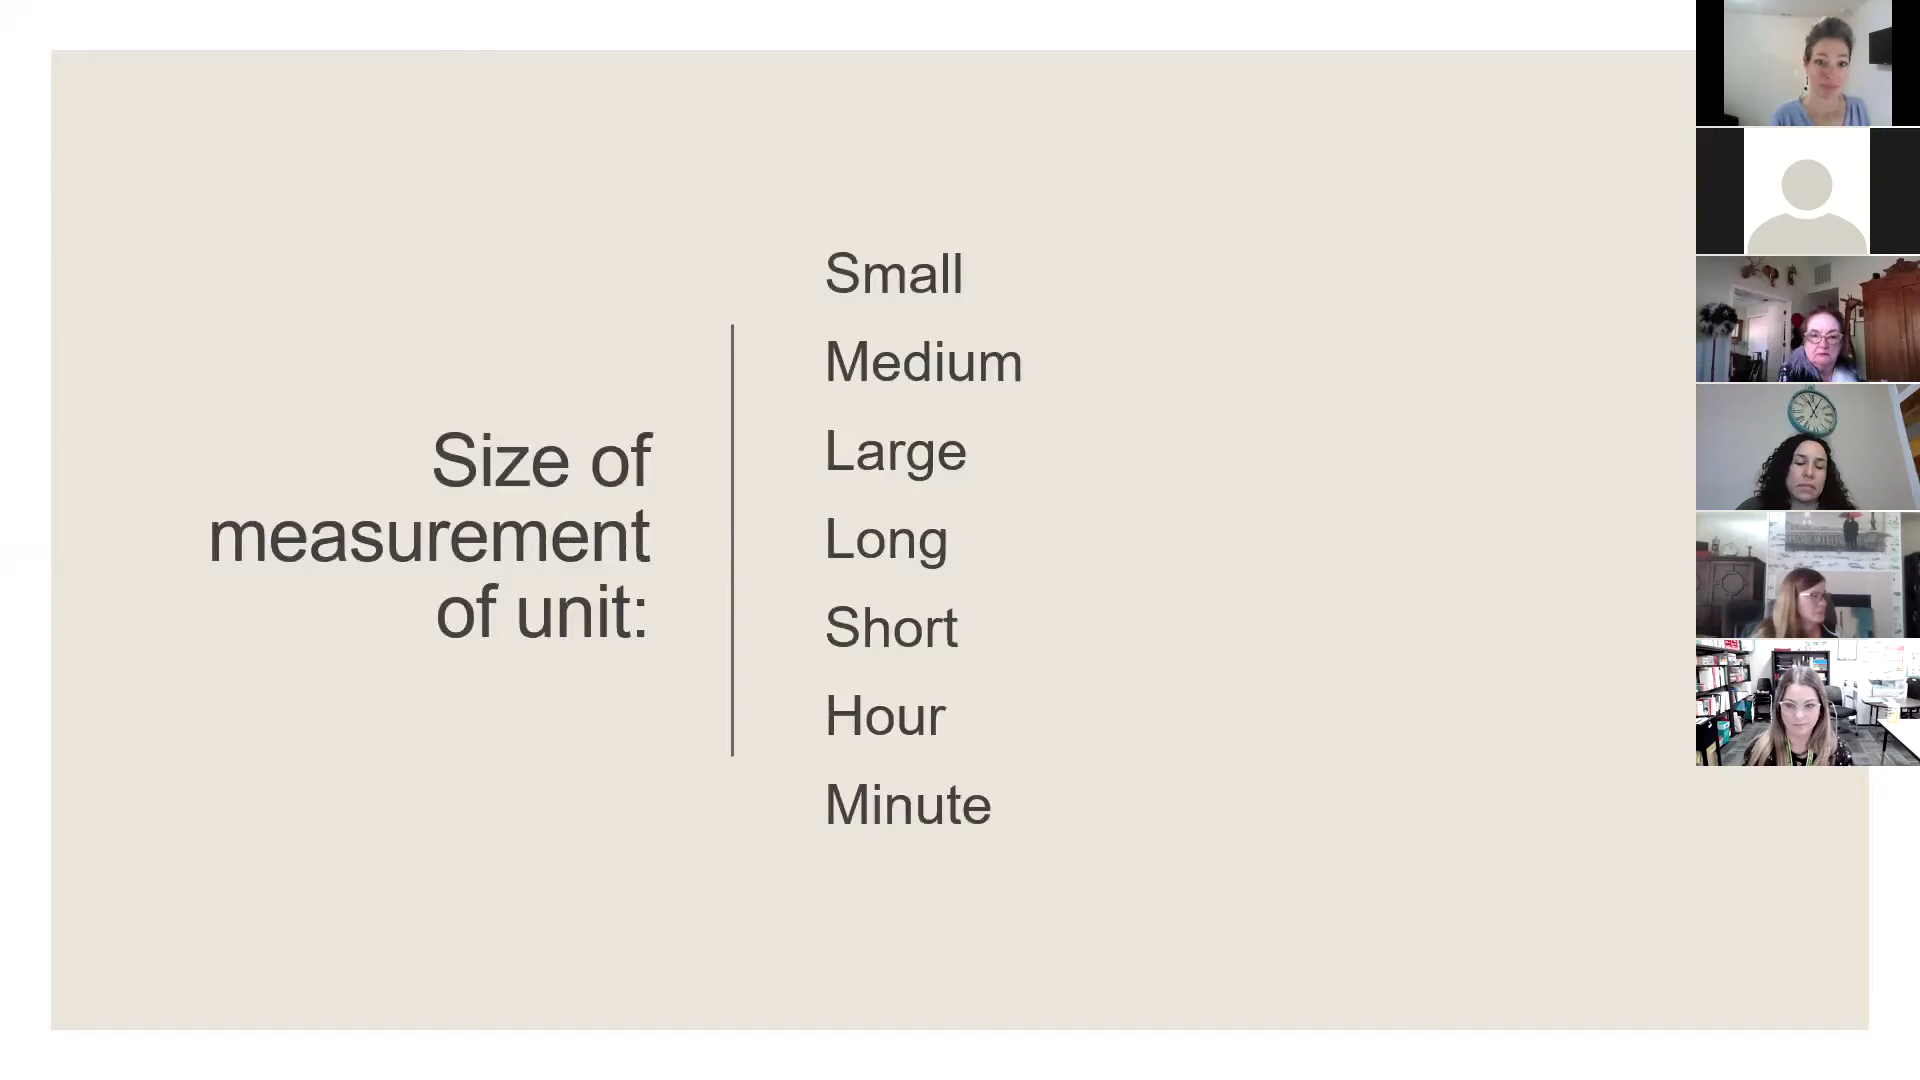 Size of
measurement
of unit:
Small
Medium
Large
Long
Short
Hour
Minute